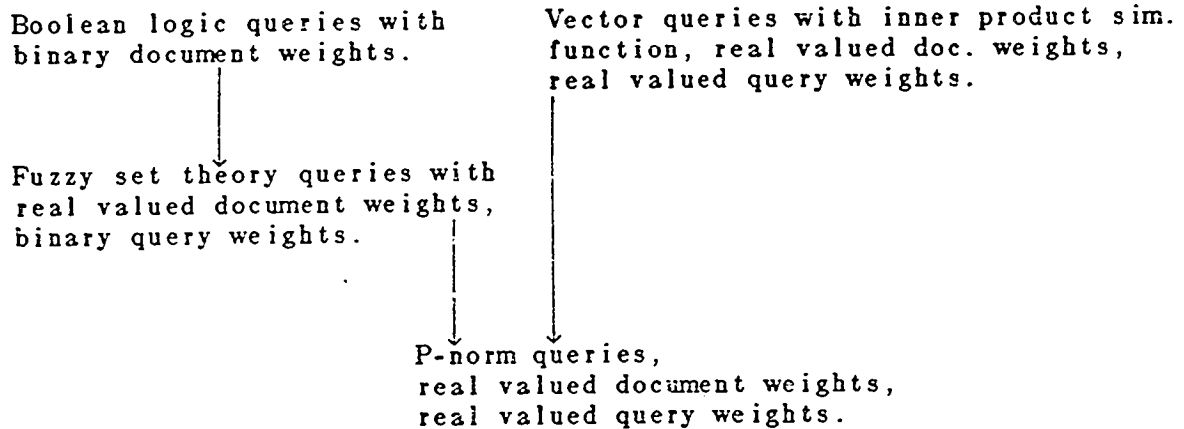 Boolean logic queries with
binary document weights.
Vector queries with inner product sim.
function, real valued doc. weights,
real valued query weights.
Fuzzy set theory queries with
real valued document weights,
binary query weights.
P-norm queries,
real valued document weights,
real valued query weights.